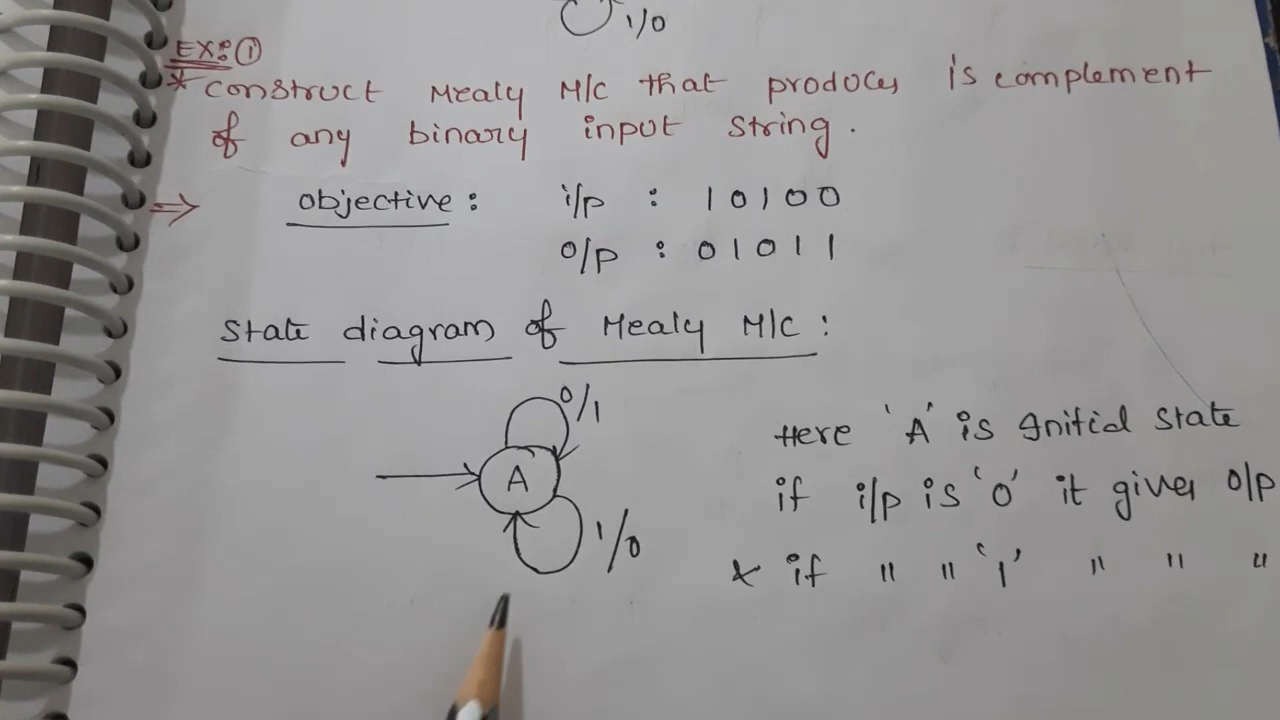 1/0
EX:①
* construct Mealy M/C that produces is complement
of any binary input string.
⇒ objective : i/p : 10100
o/p : 01011
State diagram of Mealy M/C :
0/1
A
1/0
Here 'A' is Initial State
if i/p is '0' it gives o/p
* if " " '1' " " "